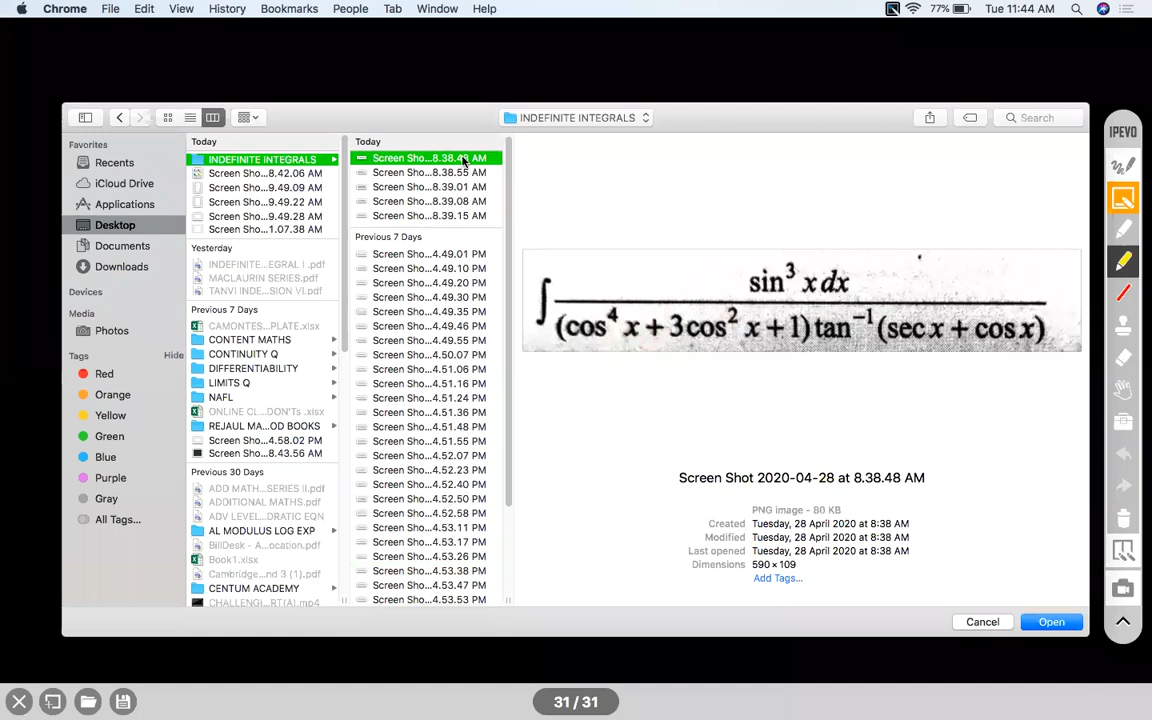 Chrome File Edit View History Bookmarks People Tab Window Help 77% Tue 11:44 AM
INDEFINITE INTEGRALS
Search
IPEVO
Favorites
Recents
iCloud Drive
Applications
Desktop
Documents
Downloads
Devices
Media
Photos
Tags Hide
Red
Orange
Yellow
Green
Blue
Purple
Gray
All Tags...
Today
INDEFINITE INTEGRALS
Screen Sho...8.42.06 AM
Screen Sho...9.49.09 AM
Screen Sho...9.49.22 AM
Screen Sho...9.49.28 AM
Screen Sho...1.07.38 AM
Yesterday
INDEFINITE...EGRAL I .pdf
MACLAURIN SERIES.pdf
TANVI INDE...SION VI.pdf
Previous 7 Days
CAMONTES...PLATE.xlsx
CONTENT MATHS
CONTINUITY Q
DIFFERENTIABILITY
LIMITS Q
NAFL
ONLINE CL...DON'Ts .xlsx
REJAUL MA...OD BOOKS
Screen Sho...4.58.02 PM
Screen Sho...8.43.56 AM
Previous 30 Days
ADD MATH...SERIES II.pdf
ADDITIONAL MATHS.pdf
ADV LEVEL...DRATIC EQN
AL MODULUS LOG EXP
BillDesk - A...ocation.pdf
Book1.xlsx
Cambridge...nd 3 (1).pdf
CENTUM ACADEMY
CHALLENGI...RT(A).mp4
Today
Screen Sho...8.38.48 AM
Screen Sho...8.38.55 AM
Screen Sho...8.39.01 AM
Screen Sho...8.39.08 AM
Screen Sho...8.39.15 AM
Previous 7 Days
Screen Sho...4.49.01 PM
Screen Sho...4.49.10 PM
Screen Sho...4.49.20 PM
Screen Sho...4.49.30 PM
Screen Sho...4.49.35 PM
Screen Sho...4.49.46 PM
Screen Sho...4.49.55 PM
Screen Sho...4.50.07 PM
Screen Sho...4.51.06 PM
Screen Sho...4.51.16 PM
Screen Sho...4.51.24 PM
Screen Sho...4.51.36 PM
Screen Sho...4.51.48 PM
Screen Sho...4.51.55 PM
Screen Sho...4.52.07 PM
Screen Sho...4.52.23 PM
Screen Sho...4.52.40 PM
Screen Sho...4.52.50 PM
Screen Sho...4.52.58 PM
Screen Sho...4.53.11 PM
Screen Sho...4.53.17 PM
Screen Sho...4.53.26 PM
Screen Sho...4.53.38 PM
Screen Sho...4.53.47 PM
Screen Sho...4.53.53 PM
∫ sin³ x dx
(cos⁴ x + 3 cos² x + 1) tan⁻¹ (sec x + cos x)
Screen Shot 2020-04-28 at 8.38.48 AM
PNG image - 80 KB
Created Tuesday, 28 April 2020 at 8:38 AM
Modified Tuesday, 28 April 2020 at 8:38 AM
Last opened Tuesday, 28 April 2020 at 8:38 AM
Dimensions 590 × 109
Add Tags...
Cancel Open
31 / 31